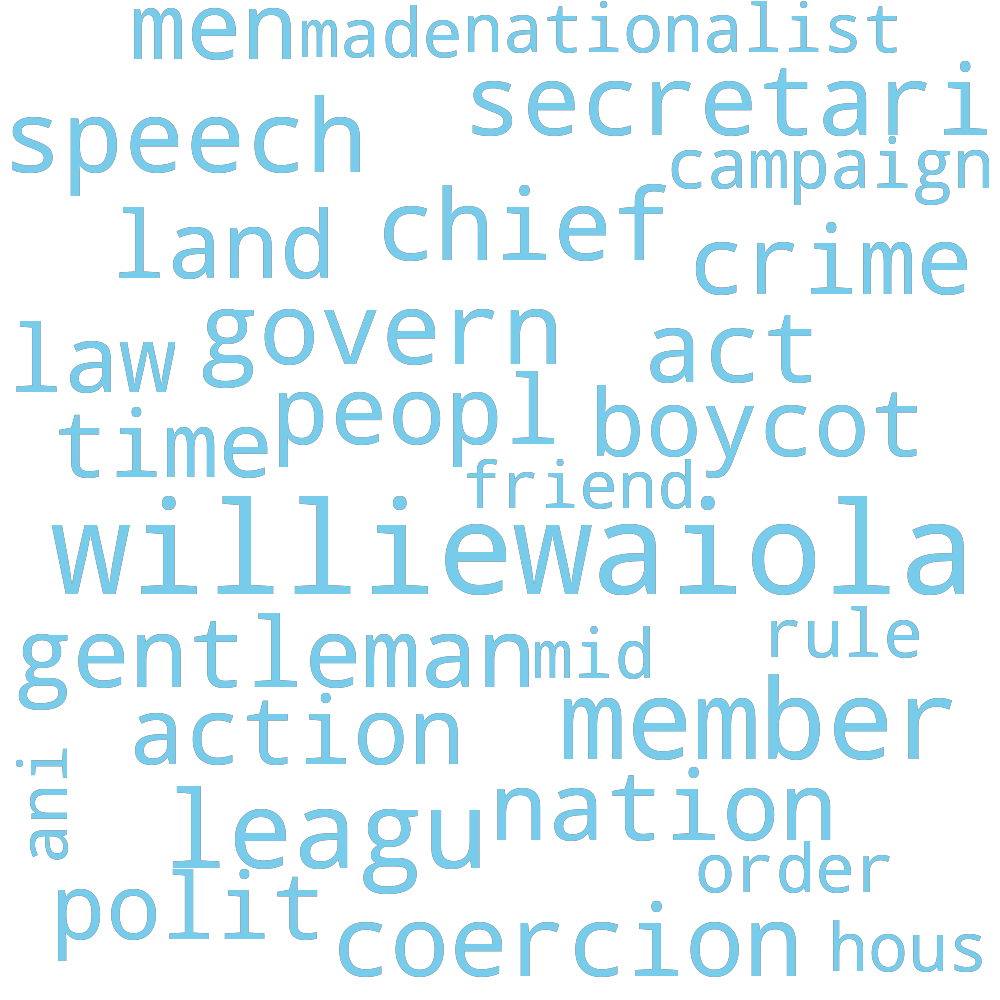 men made nationalist
secretari
speech
campaign
land chief crime
govern act
law
peopl boycot
time
friend
williewaiola
gentleman mid rule
action member
ani
leagu nation
order
polit
coercion hous